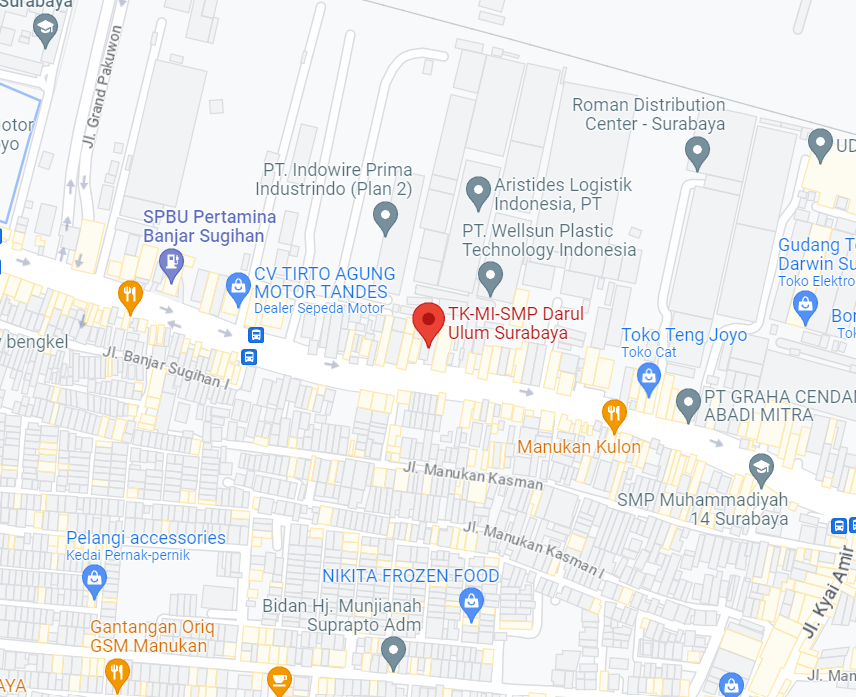 Surabaya
Jl. Grand Pakuwon
Roman Distribution
Center - Surabaya
UD
PT. Indowire Prima
Industrindo (Plan 2)
Aristides Logistik
Indonesia, PT
SPBU Pertamina
Banjar Sugihan
PT. Wellsun Plastic
Technology Indonesia
Gudang T
Darwin Su
Toko Elektro
CV TIRTO AGUNG
MOTOR TANDES
Dealer Sepeda Motor
TK-MI-SMP Darul
Ulum Surabaya
Toko Teng Joyo
Toko Cat
bengkel
Jl. Banjar Sugihan I
PT GRAHA CENDA
ABADI MITRA
Manukan Kulon
Jl. Manukan Kasman
SMP Muhammadiyah
14 Surabaya
Jl. Manukan Kasman I
Pelangi accessories
Kedai Pernak-pernik
NIKITA FROZEN FOOD
Jl. Kyai Amir
Bidan Hj. Munjianah
Suprapto Adm
Gantangan Oriq
GSM Manukan
AYA
Jl. Man